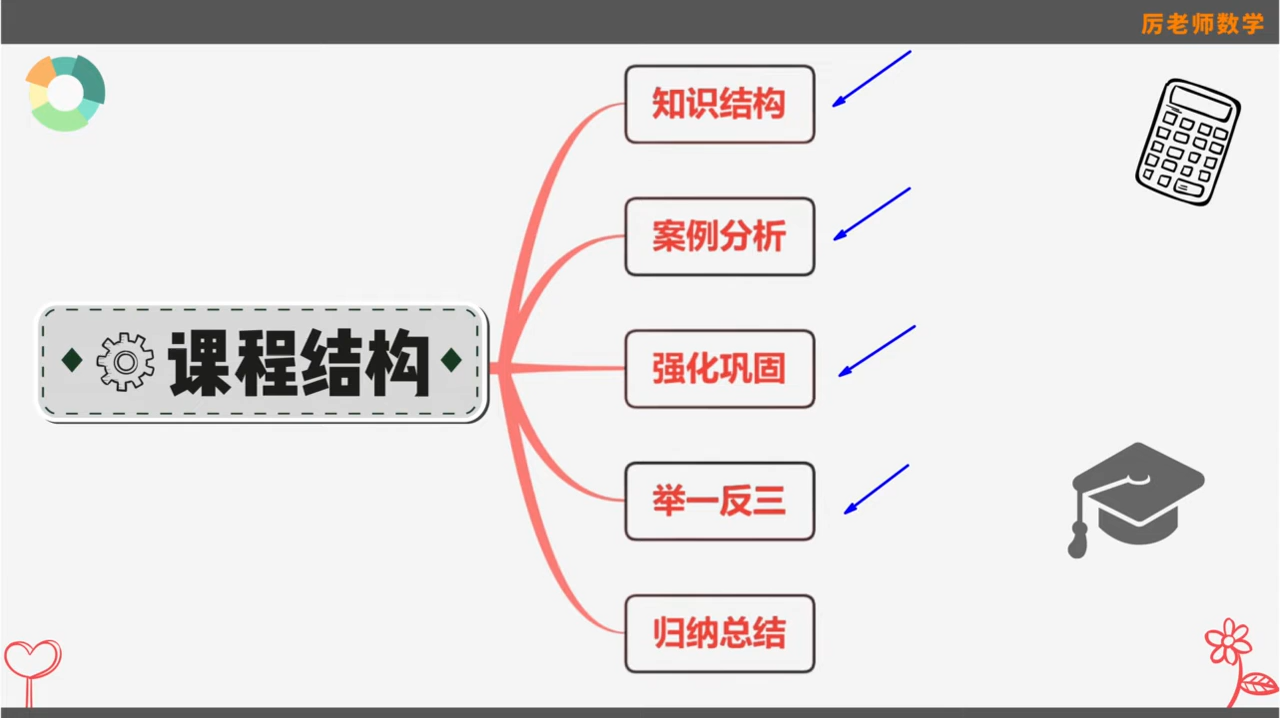 厉老师数学
知识结构
案例分析
强化巩固
课程结构
举一反三
归纳总结